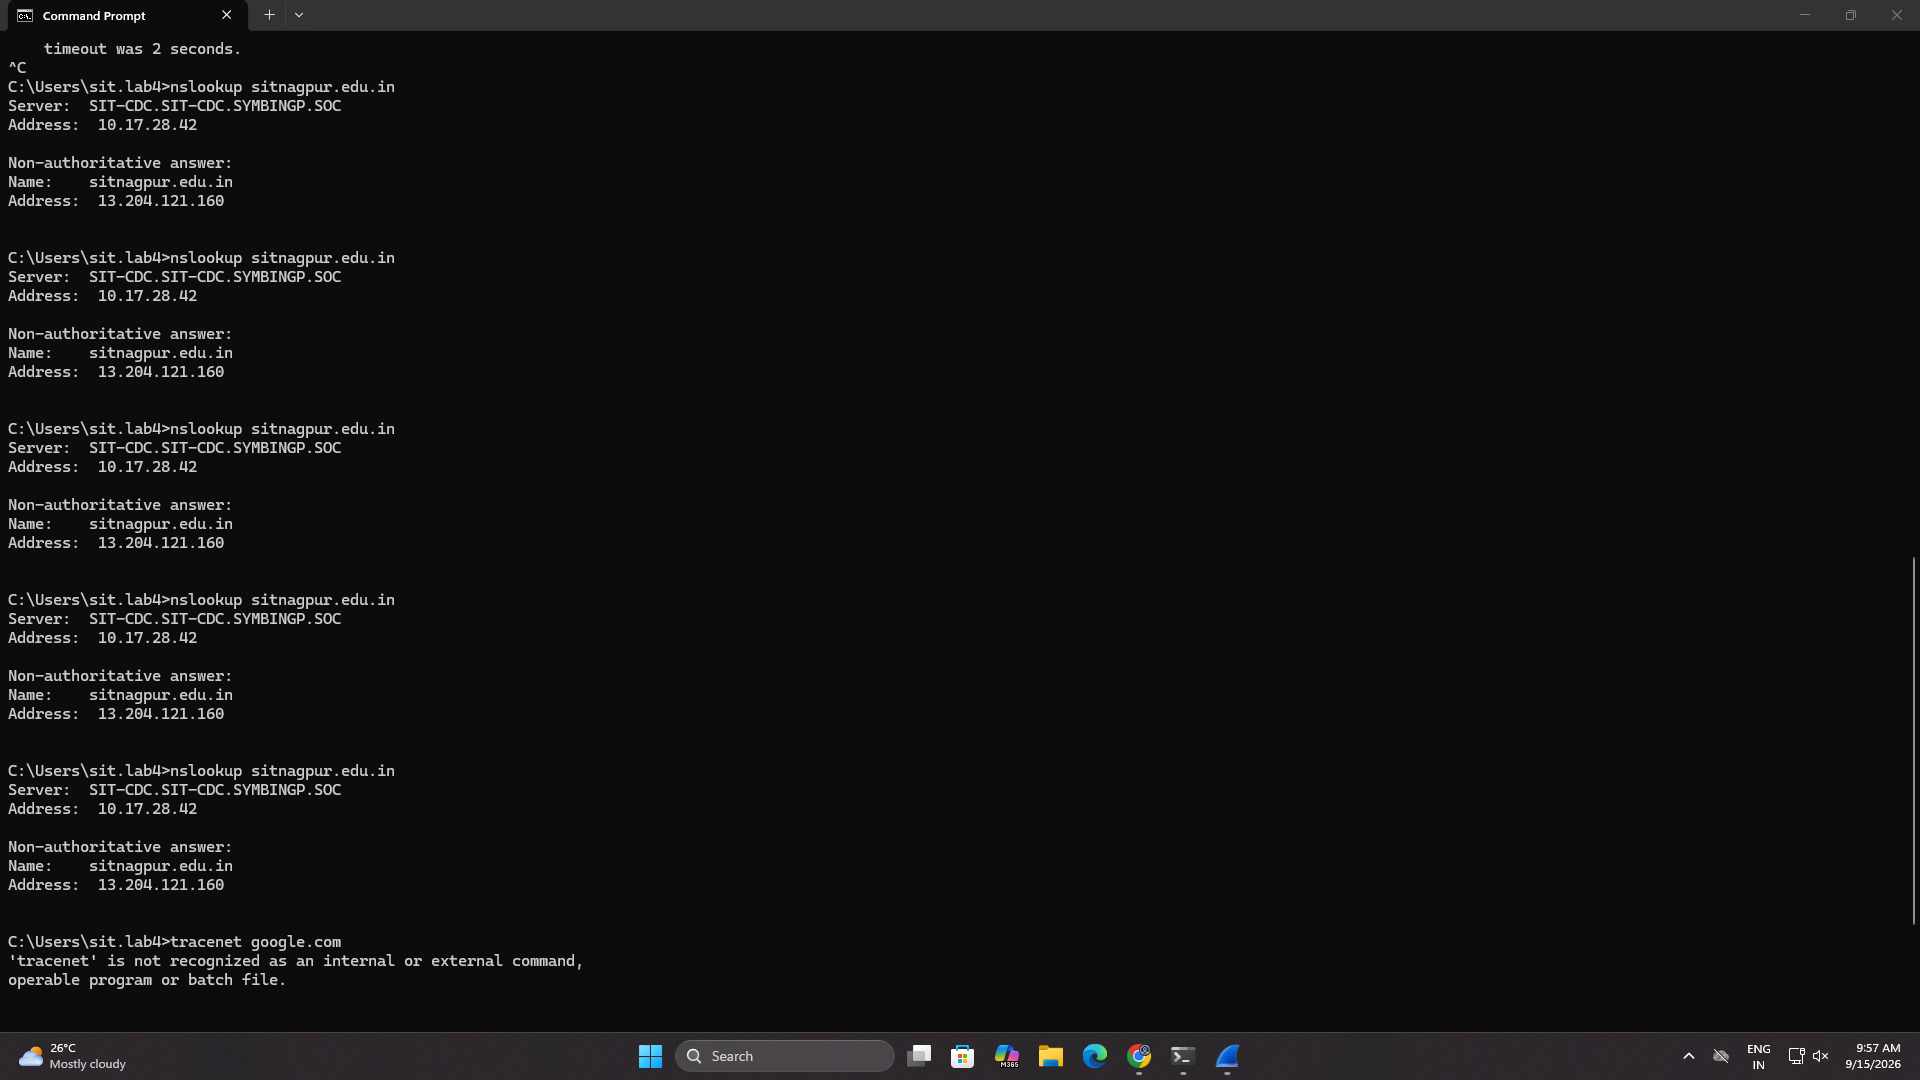 Command Prompt
timeout was 2 seconds.
^C
C:\Users\sit.lab4>nslookup sitnagpur.edu.in
Server:  SIT-CDC.SIT-CDC.SYMBINGP.SOC
Address:  10.17.28.42
Non-authoritative answer:
Name:    sitnagpur.edu.in
Address:  13.204.121.160
C:\Users\sit.lab4>nslookup sitnagpur.edu.in
Server:  SIT-CDC.SIT-CDC.SYMBINGP.SOC
Address:  10.17.28.42
Non-authoritative answer:
Name:    sitnagpur.edu.in
Address:  13.204.121.160
C:\Users\sit.lab4>nslookup sitnagpur.edu.in
Server:  SIT-CDC.SIT-CDC.SYMBINGP.SOC
Address:  10.17.28.42
Non-authoritative answer:
Name:    sitnagpur.edu.in
Address:  13.204.121.160
C:\Users\sit.lab4>nslookup sitnagpur.edu.in
Server:  SIT-CDC.SIT-CDC.SYMBINGP.SOC
Address:  10.17.28.42
Non-authoritative answer:
Name:    sitnagpur.edu.in
Address:  13.204.121.160
C:\Users\sit.lab4>nslookup sitnagpur.edu.in
Server:  SIT-CDC.SIT-CDC.SYMBINGP.SOC
Address:  10.17.28.42
Non-authoritative answer:
Name:    sitnagpur.edu.in
Address:  13.204.121.160
C:\Users\sit.lab4>tracenet google.com
'tracenet' is not recognized as an internal or external command,
operable program or batch file.
26°C
Mostly cloudy
Search
M365
ENG
IN
9:57 AM
9/15/2026